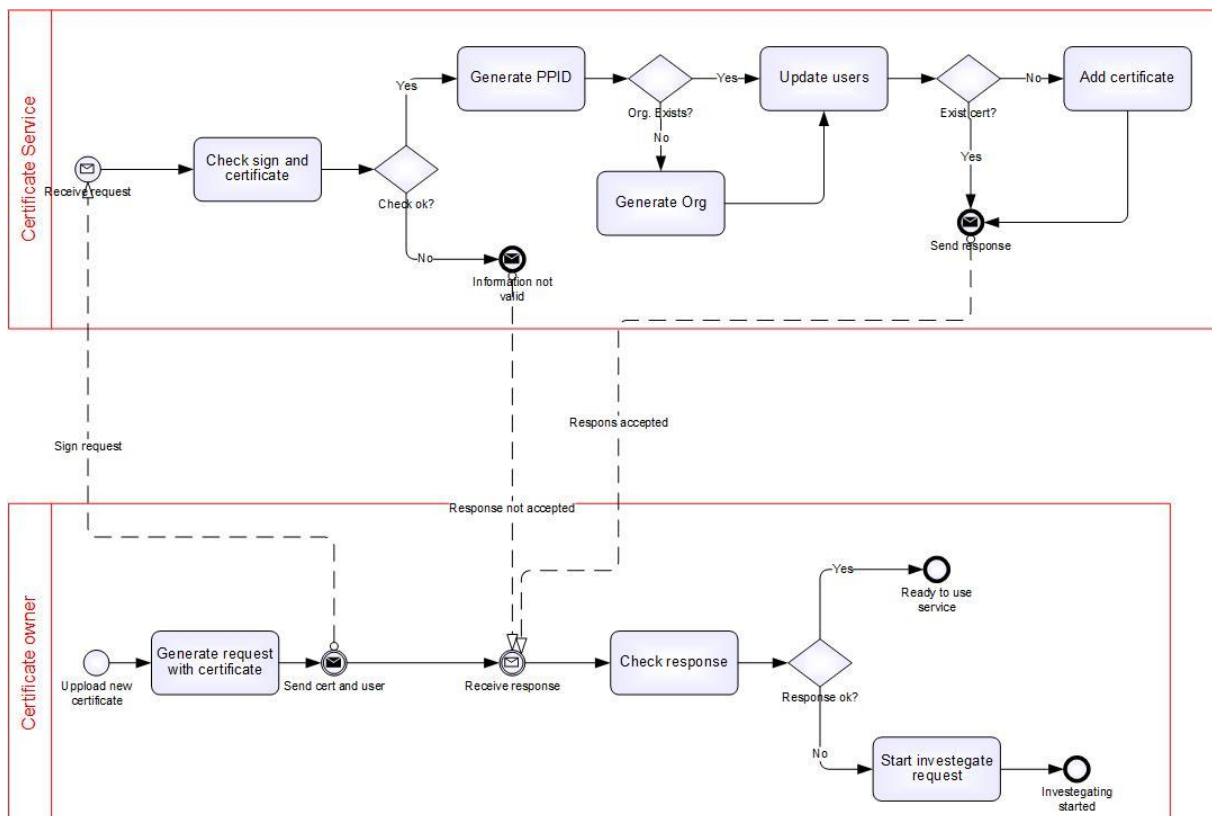 Certificate Service
Receive request
Check sign and
certificate
Check ok?
Yes
No
Generate PPID
Org. Exists?
Yes
No
Generate Org
Update users
Exist cert?
No
Yes
Add certificate
Send response
Information not
valid
Sign request
Response not accepted
Respons accepted
Certificate owner
Uppload new
certificate
Generate request
with certificate
Send cert and user
Receive response
Check response
Response ok?
Yes
Ready to use
service
No
Start investegate
request
Investegating
started